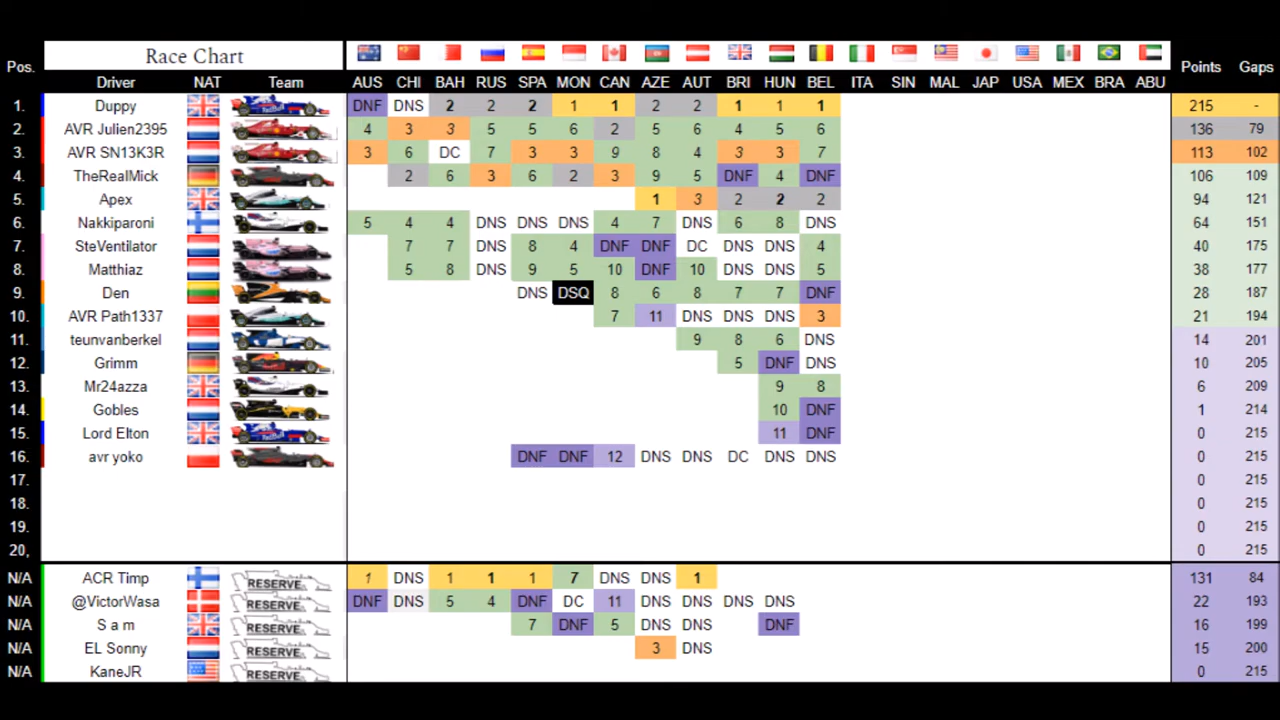 Race Chart
Pos. Points Gaps
Driver NAT Team AUS CHI BAH RUS SPA MON CAN AZE AUT BRI HUN BEL ITA SIN MAL JAP USA MEX BRA ABU
1. Duppy DNF DNS 2 2 2 1 1 2 2 1 1 1 215 -
2. AVR Julien2395 4 3 3 5 5 6 2 5 6 4 5 6 136 79
3. AVR SN13K3R 3 6 DC 7 3 3 9 8 4 3 3 7 113 102
4. TheRealMick 2 6 3 6 2 3 9 5 DNF 4 DNF 106 109
5. Apex 1 3 2 2 2 94 121
6. Nakkiparoni 5 4 4 DNS DNS DNS 4 7 DNS 6 8 DNS 64 151
7. SteVentilator 7 7 DNS 8 4 DNF DNF DC DNS DNS 4 40 175
8. Matthiaz 5 8 DNS 9 5 10 DNF 10 DNS DNS 5 38 177
9. Den DNS DSQ 8 6 8 7 7 DNF 28 187
10. AVR Path1337 7 11 DNS DNS DNS 3 21 194
11. teunvanberkel 9 8 6 DNS 14 201
12. Grimm 5 DNF DNS 10 205
13. Mr24azza 9 8 6 209
14. Gobles 10 DNF 1 214
15. Lord Elton 11 DNF 0 215
16. avr yoko DNF DNF 12 DNS DNS DC DNS DNS 0 215
17. 0 215
18. 0 215
19. 0 215
20, 0 215
N/A ACR Timp RESERVE 1 DNS 1 1 1 7 DNS DNS 1 131 84
N/A @VictorWasa RESERVE DNF DNS 5 4 DNF DC 11 DNS DNS DNS DNS 22 193
N/A S a m RESERVE 7 DNF 5 DNS DNS DNF 16 199
N/A EL Sonny RESERVE 3 DNS 15 200
N/A KaneJR RESERVE 0 215